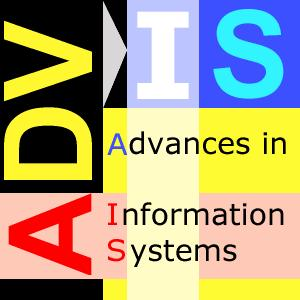 ADV
IS
Advances in
Information
Systems